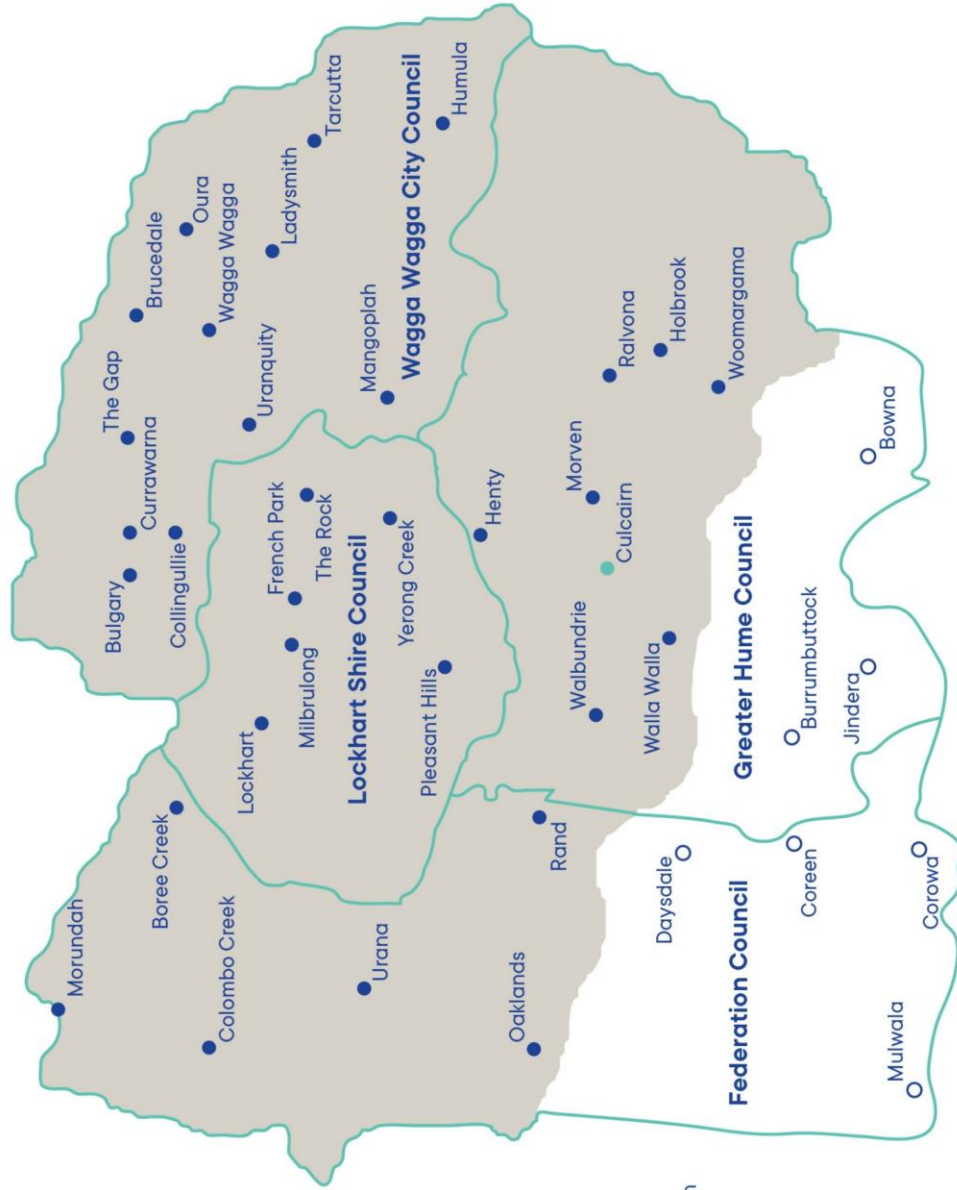 Morundah
Boree Creek
Colombo Creek
Urana
Oaklands
Rand
Daysdale
Federation Council
Coreen
Corowa
Mulwala
Bulgary
Currawarna
The Gap
Collingullie
Brucedale
Oura
Wagga Wagga
Uranquity
Ladysmith
Tarcutta
Mangoplah
Wagga Wagga City Council
Humula
Lockhart
Milbrulong
French Park
The Rock
Lockhart Shire Council
Yerong Creek
Pleasant Hills
Henty
Walbundrie
Culcairn
Morven
Ralvona
Holbrook
Walla Walla
Woomargama
Greater Hume Council
Burrumbuttock
Jindera
Bowna